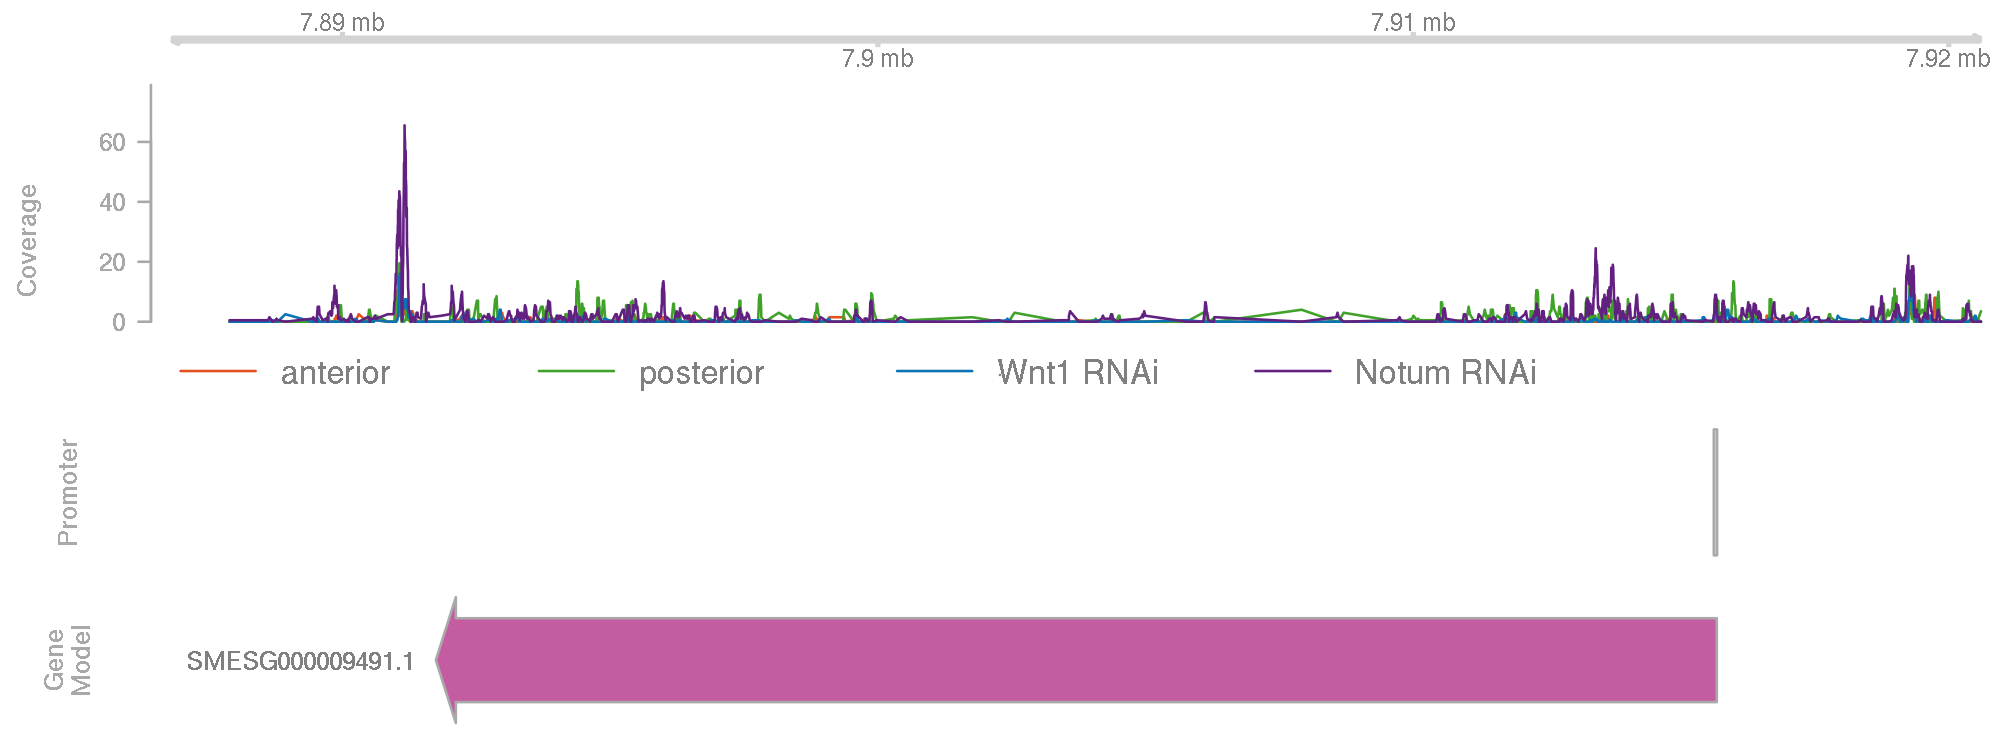 7.89 mb
7.91 mb
7.9 mb
7.92 mb
Coverage
60
40
20
0
anterior posterior Wnt1 RNAi Notum RNAi
Promoter
Gene
Model
SMESG000009491.1